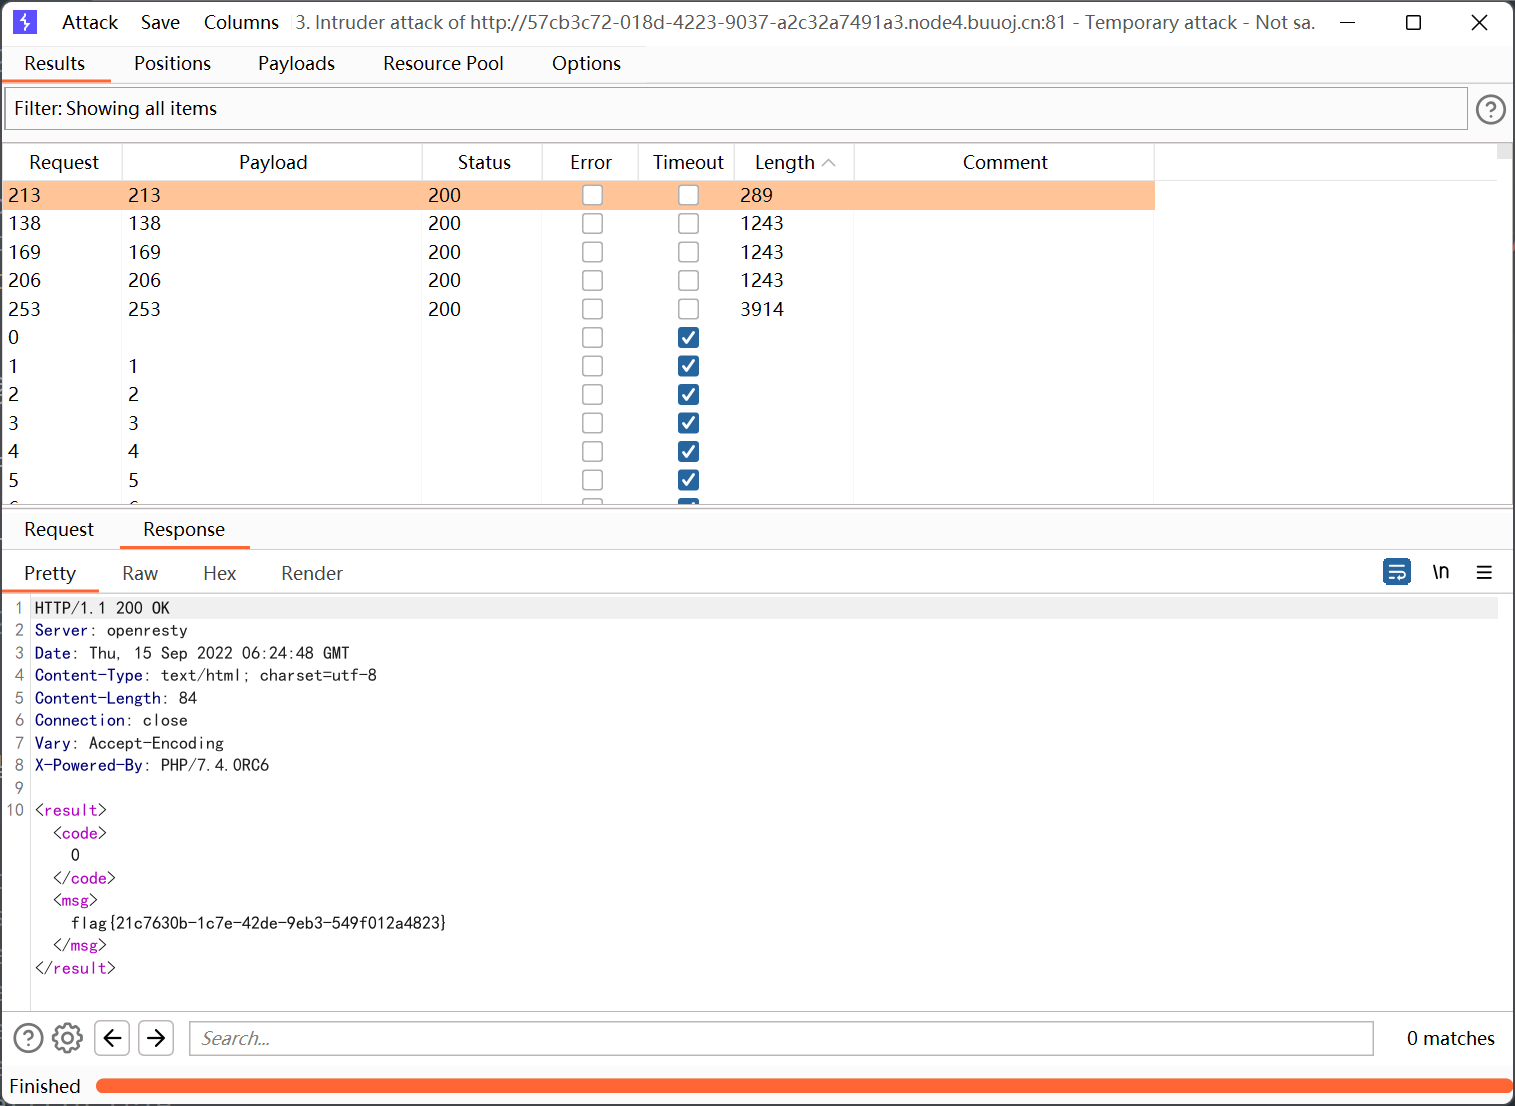 Attack Save Columns 3. Intruder attack of http://57cb3c72-018d-4223-9037-a2c32a7491a3.node4.buuoj.cn:81 - Temporary attack - Not sa.
Results Positions Payloads Resource Pool Options
Filter: Showing all items
Request Payload Status Error Timeout Length Comment
213 213 200 289
138 138 200 1243
169 169 200 1243
206 206 200 1243
253 253 200 3914
0
1 1
2 2
3 3
4 4
5 5
Request Response
Pretty Raw Hex Render \n
1 HTTP/1.1 200 OK
2 Server: openresty
3 Date: Thu, 15 Sep 2022 06:24:48 GMT
4 Content-Type: text/html; charset=utf-8
5 Content-Length: 84
6 Connection: close
7 Vary: Accept-Encoding
8 X-Powered-By: PHP/7.4.0RC6
9
10 <result>
<code>
0
</code>
<msg>
flag{21c7630b-1c7e-42de-9eb3-549f012a4823}
</msg>
</result>
Search... 0 matches
Finished